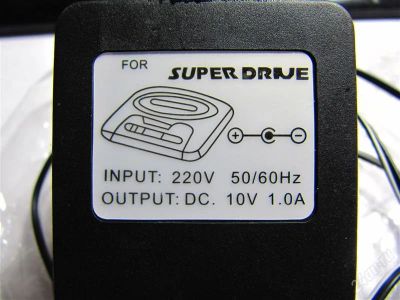 FOR
SUPER DRIVE
INPUT: 220V 50/60Hz
OUTPUT: DC. 10V 1.0A